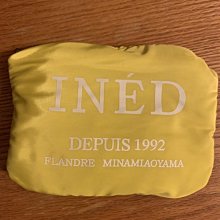 INÉD
DEPUIS 1992
FLANDRE MINAMIAOYAMA